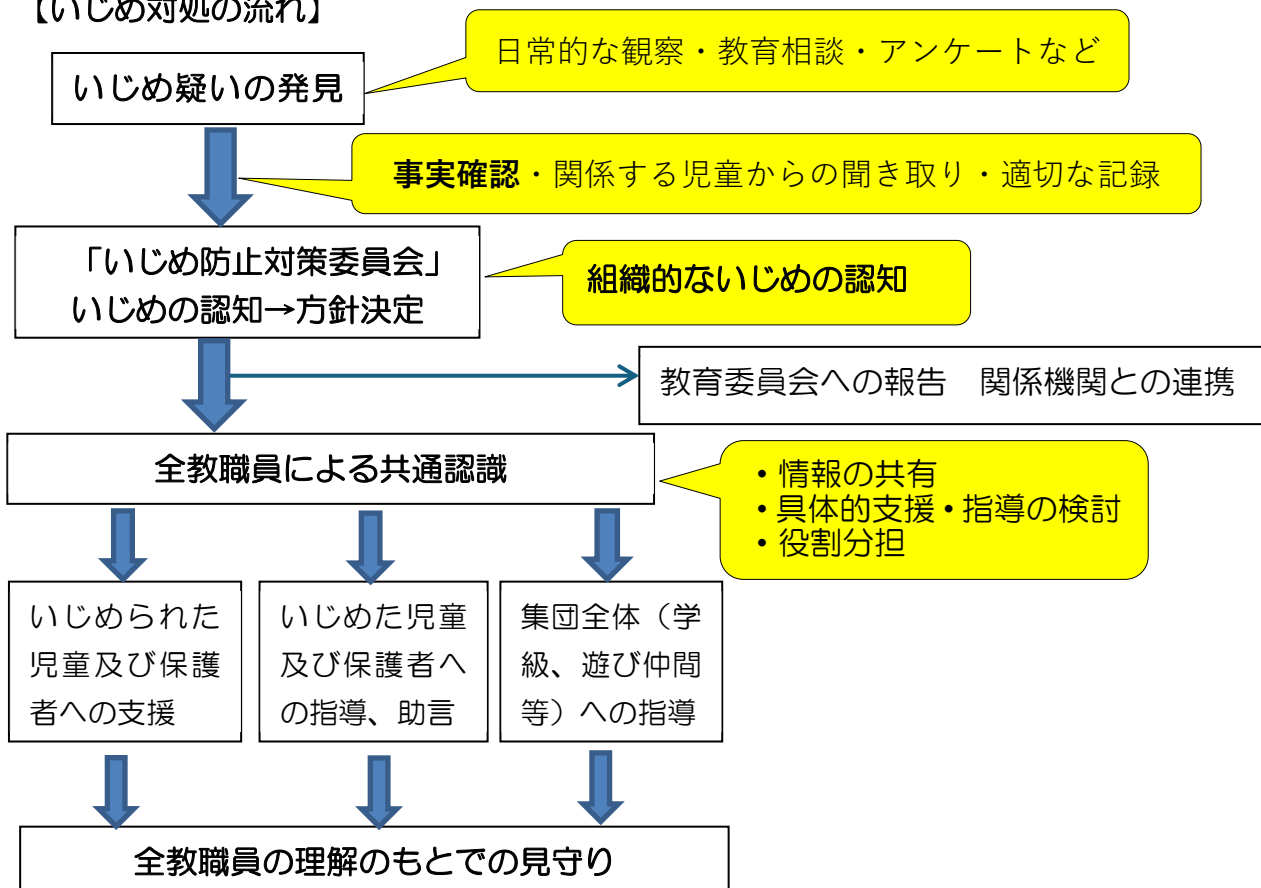 【いじめ対処の流れ】
日常的な観察・教育相談・アンケートなど
いじめ疑いの発見
事実確認・関係する児童からの聞き取り・適切な記録
「いじめ防止対策委員会」
いじめの認知→方針決定
組織的ないじめの認知
教育委員会への報告　関係機関との連携
全教職員による共通認識
・情報の共有
・具体的支援・指導の検討
・役割分担
いじめられた
児童及び保護
者への支援
いじめた児童
及び保護者へ
の指導、助言
集団全体（学
級、遊び仲間
等）への指導
全教職員の理解のもとでの見守り